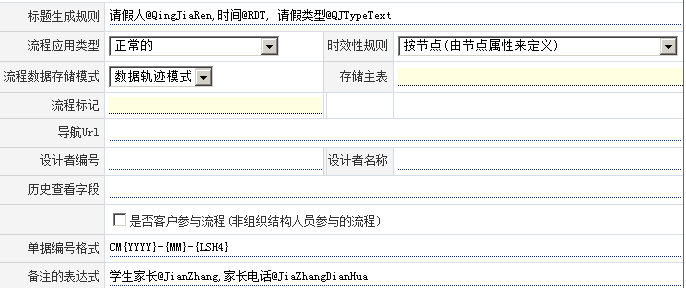 标题生成规则 请假人@QingJiaRen,时间@RDT, 请假类型@QJTypeText
流程应用类型 正常的 时效性规则 按节点(由节点属性来定义)
流程数据存储模式 数据轨迹模式 存储主表
流程标记
导航Url
设计者编号 设计者名称
历史查看字段
是否客户参与流程(非组织结构人员参与的流程)
单据编号格式 CM{YYYY}-{MM}-{LSH4}
备注的表达式 学生家长@JianZhang,家长电话@JiaZhangDianHua